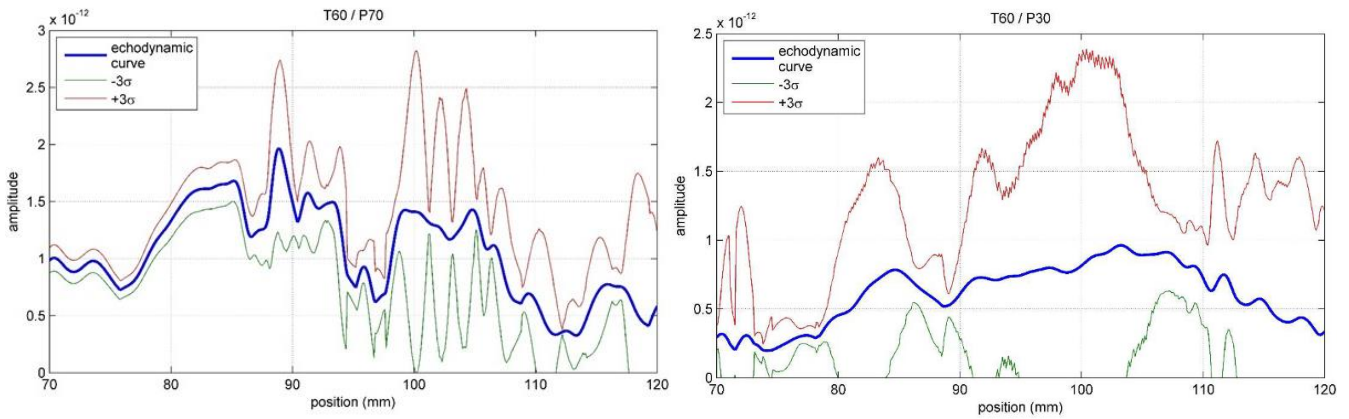 T60 / P70
x 10⁻¹²
3
2.5
2
1.5
1
0.5
0
amplitude
echodynamic
curve
-3σ
+3σ
70 80 90 100 110 120
position (mm)
T60 / P30
x 10⁻¹²
2.5
2
1.5
1
0.5
0
amplitude
echodynamic
curve
-3σ
+3σ
70 80 90 100 110 120
position (mm)